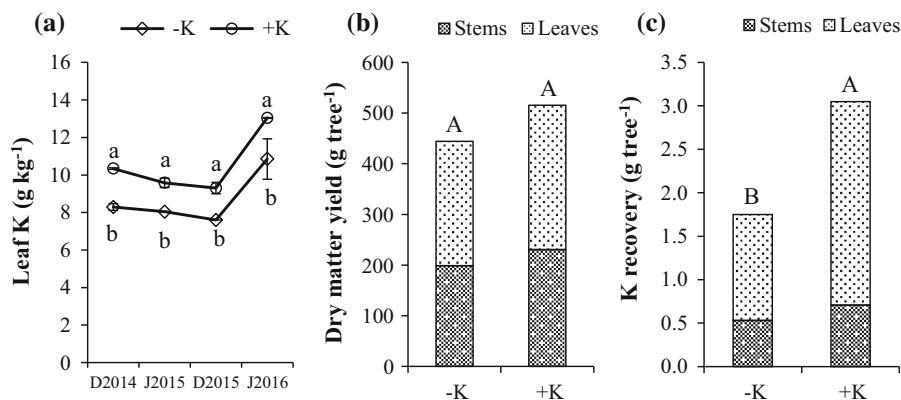 (a)
-K
+K
Leaf K (g kg-1)
16
14
12
10
8
6
4
2
0
a
a
a
a
b
b
b
b
D2014 J2015 D2015 J2016
(b)
Stems
Leaves
Dry matter yield (g tree-1)
600
500
400
300
200
100
0
A
A
-K
+K
(c)
Stems
Leaves
K recovery (g tree-1)
3.5
3.0
2.5
2.0
1.5
1.0
0.5
0.0
B
A
-K
+K